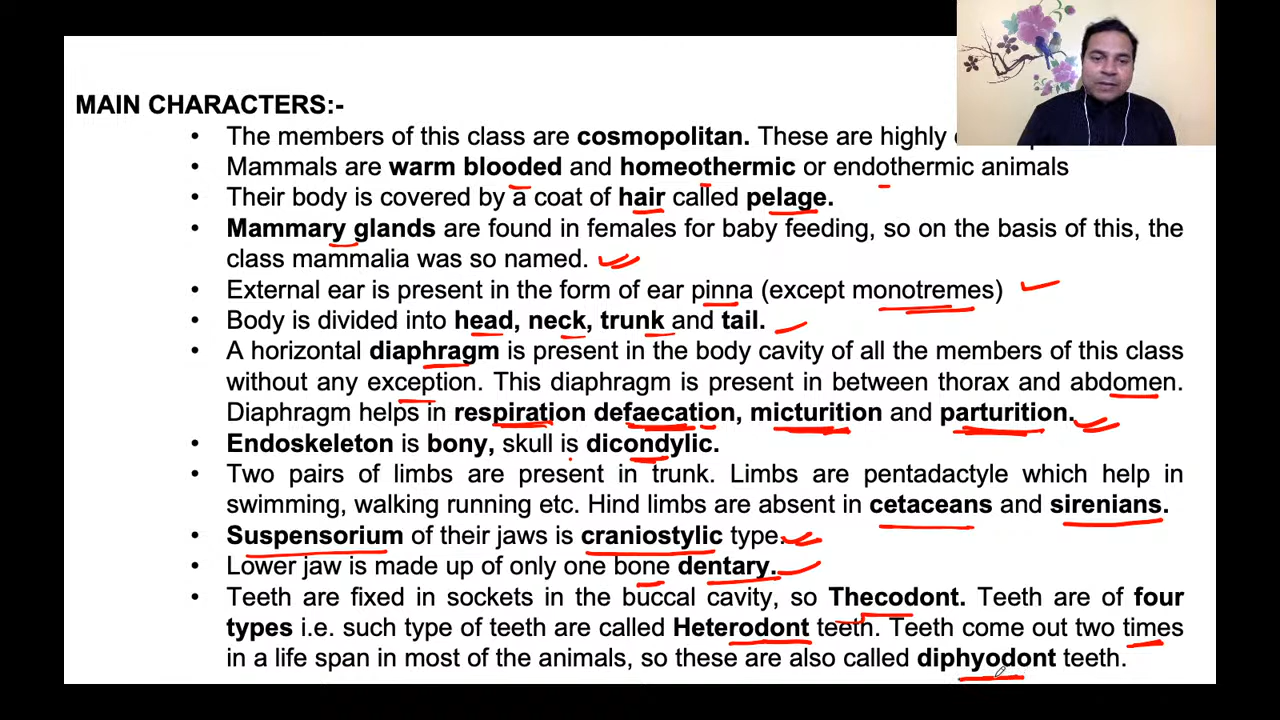 MAIN CHARACTERS:-
• The members of this class are cosmopolitan. These are highly
• Mammals are warm blooded and homeothermic or endothermic animals
• Their body is covered by a coat of hair called pelage.
• Mammary glands are found in females for baby feeding, so on the basis of this, the
class mammalia was so named.
• External ear is present in the form of ear pinna (except monotremes)
• Body is divided into head, neck, trunk and tail.
• A horizontal diaphragm is present in the body cavity of all the members of this class
without any exception. This diaphragm is present in between thorax and abdomen.
Diaphragm helps in respiration defaecation, micturition and parturition.
• Endoskeleton is bony, skull is dicondylic.
• Two pairs of limbs are present in trunk. Limbs are pentadactyle which help in
swimming, walking running etc. Hind limbs are absent in cetaceans and sirenians.
• Suspensorium of their jaws is craniostylic type.
• Lower jaw is made up of only one bone dentary.
• Teeth are fixed in sockets in the buccal cavity, so Thecodont. Teeth are of four
types i.e. such type of teeth are called Heterodont teeth. Teeth come out two times
in a life span in most of the animals, so these are also called diphyodont teeth.